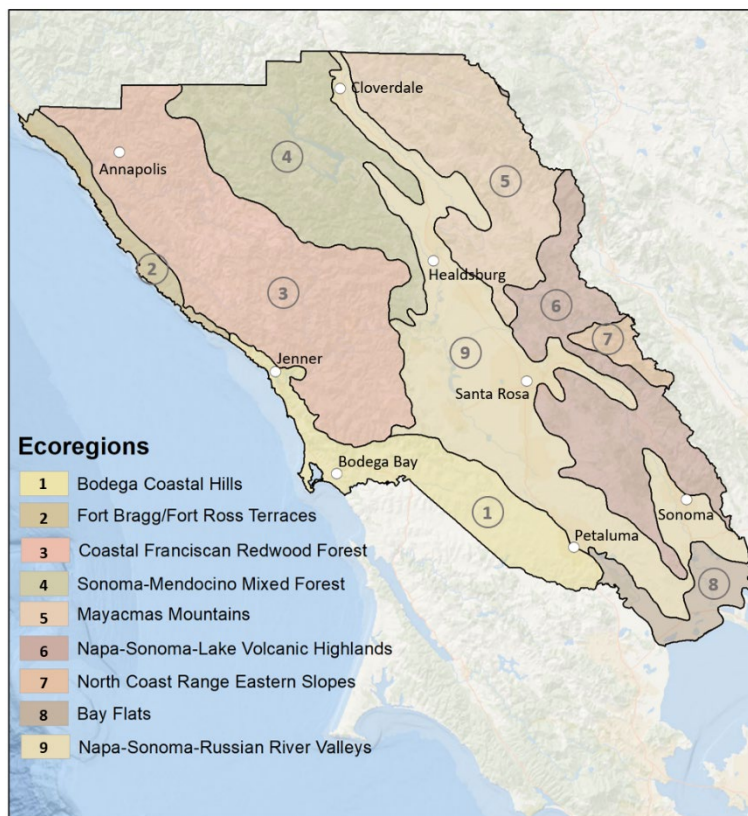 Cloverdale
4
Annapolis
5
Healdsburg
2
3
6
7
9
Jenner
Santa Rosa
Ecoregions
Bodega Bay
1 Bodega Coastal Hills
1
Sonoma
2 Fort Bragg/Fort Ross Terraces
Petaluma
3 Coastal Franciscan Redwood Forest
8
4 Sonoma-Mendocino Mixed Forest
5 Mayacmas Mountains
6 Napa-Sonoma-Lake Volcanic Highlands
7 North Coast Range Eastern Slopes
8 Bay Flats
9 Napa-Sonoma-Russian River Valleys